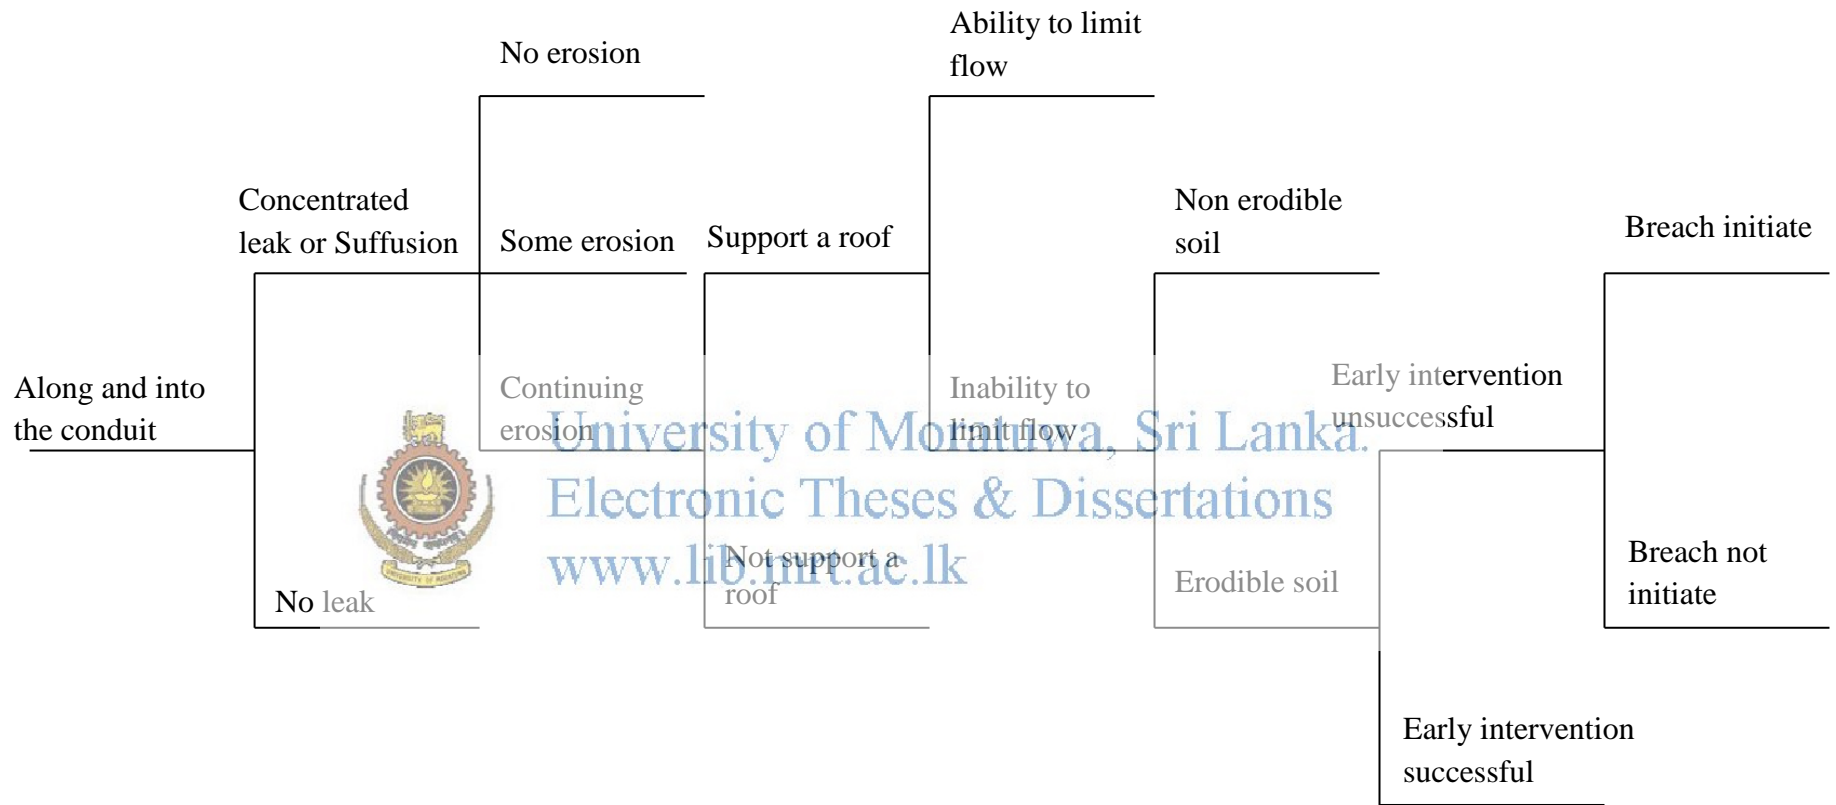 Ability to limit
flow
No erosion
Concentrated
leak or Suffusion
Some erosion
Support a roof
Non erodible
soil
Breach initiate
Along and into
the conduit
Continuing
erosion
Inability to
limit flow
Early intervention
unsuccessful
University of Moratuwa, Sri Lanka.
Electronic Theses & Dissertations
www.lib.mrt.ac.lk
No leak
Not support a
roof
Erodible soil
Breach not
initiate
Early intervention
successful